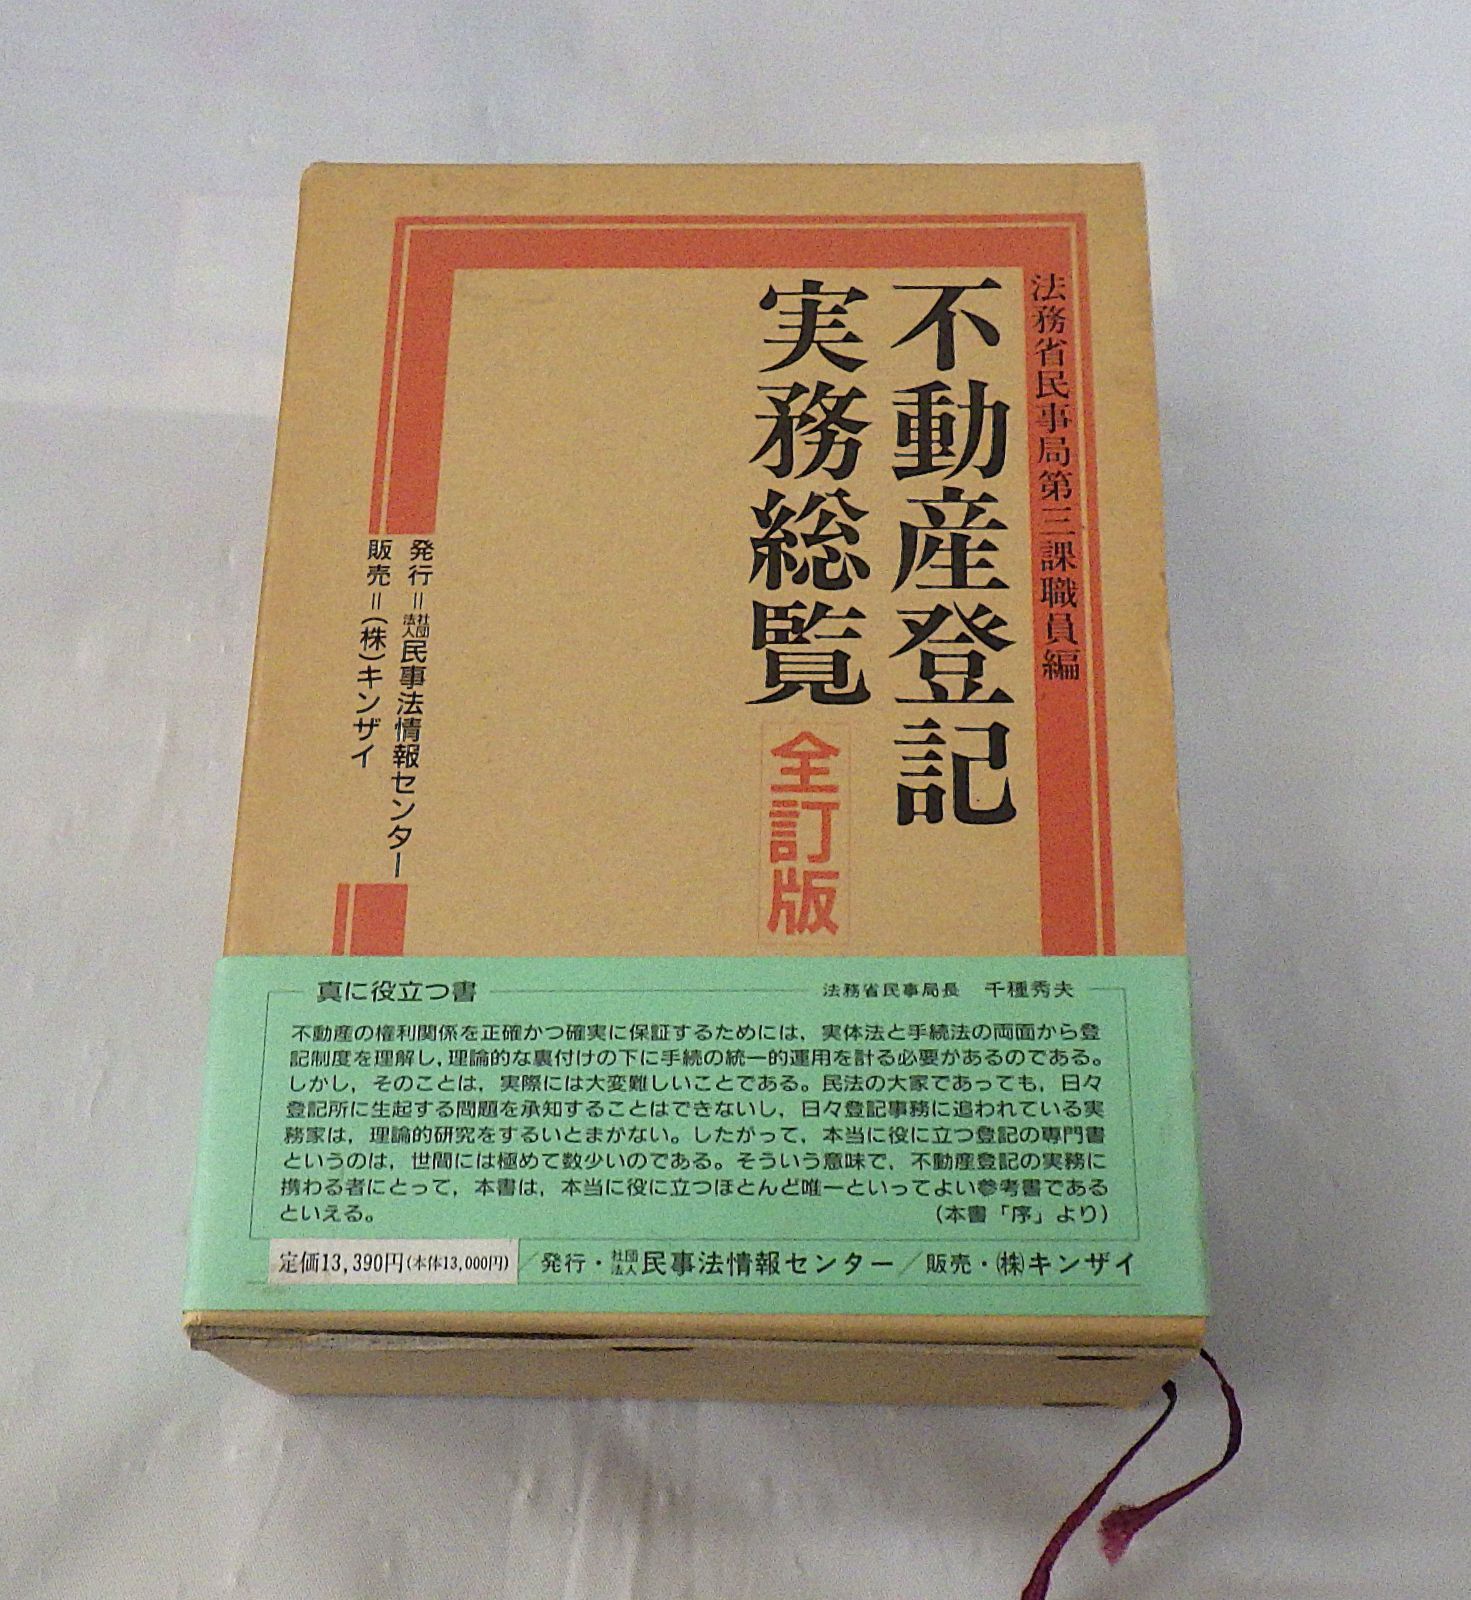 法務省民事局第三課職員編
不動産登記
実務総覧
全訂版
発行=社団法人民事法情報センター
販売=(株)キンザイ
真に役立つ書
法務省民事局長 千種秀夫
不動産の権利関係を正確かつ確実に保証するためには,実体法と手続法の両面から登
記制度を理解し,理論的な裏付けの下に手続の統一的運用を計る必要があるのである。
しかし,そのことは,実際には大変難しいことである。民法の大家であっても,日々
登記所に生起する問題を承知することはできないし,日々登記事務に追われている実
務家は,理論的研究をするいとまがない。したがって,本当に役に立つ登記の専門書
というのは,世間には極めて数少いのである。そういう意味で,不動産登記の実務に
携わる者にとって,本書は,本当に役に立つほとんど唯一といってよい参考書である
といえる。
(本書「序」より)
定価13,390円(本体13,000円)/発行・社団法人民事法情報センター/販売・㈱キンザイ